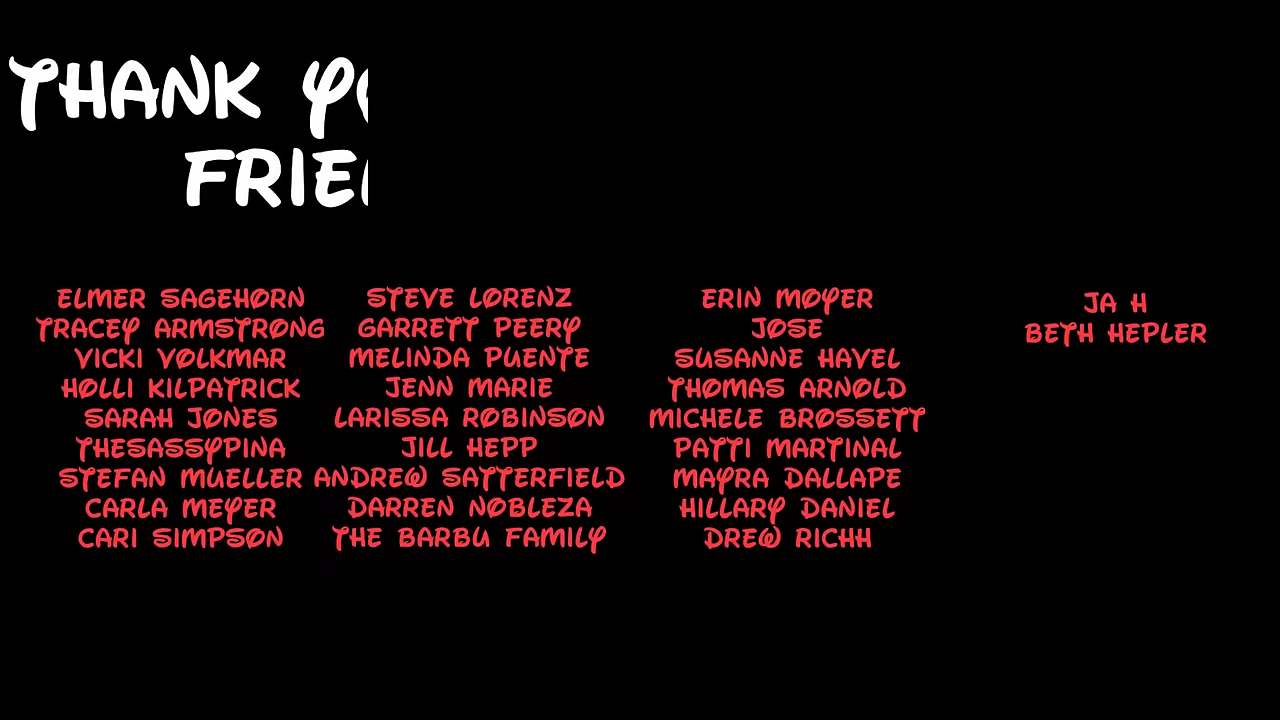 THANK YO
FRIE
ELMER SAGEHORN
TRACEY ARMSTRONG
VICKI VOLKMAR
HOLLI KILPATRICK
SARAH JONES
THESASSYPINA
STEFAN MUELLER
CARLA MEYER
CARI SIMPSON
STEVE LORENZ
GARRETT PEERY
MELINDA PUENTE
JENN MARIE
LARISSA ROBINSON
JILL HEPP
ANDREW SATTERFIELD
DARREN NOBLEZA
THE BARBU FAMILY
ERIN MOYER
JOSE
SUSANNE HAVEL
THOMAS ARNOLD
MICHELE BROSSETT
PATTI MARTINAL
MAYRA DALLAPE
HILLARY DANIEL
DREW RICHH
JA H
BETH HEPLER